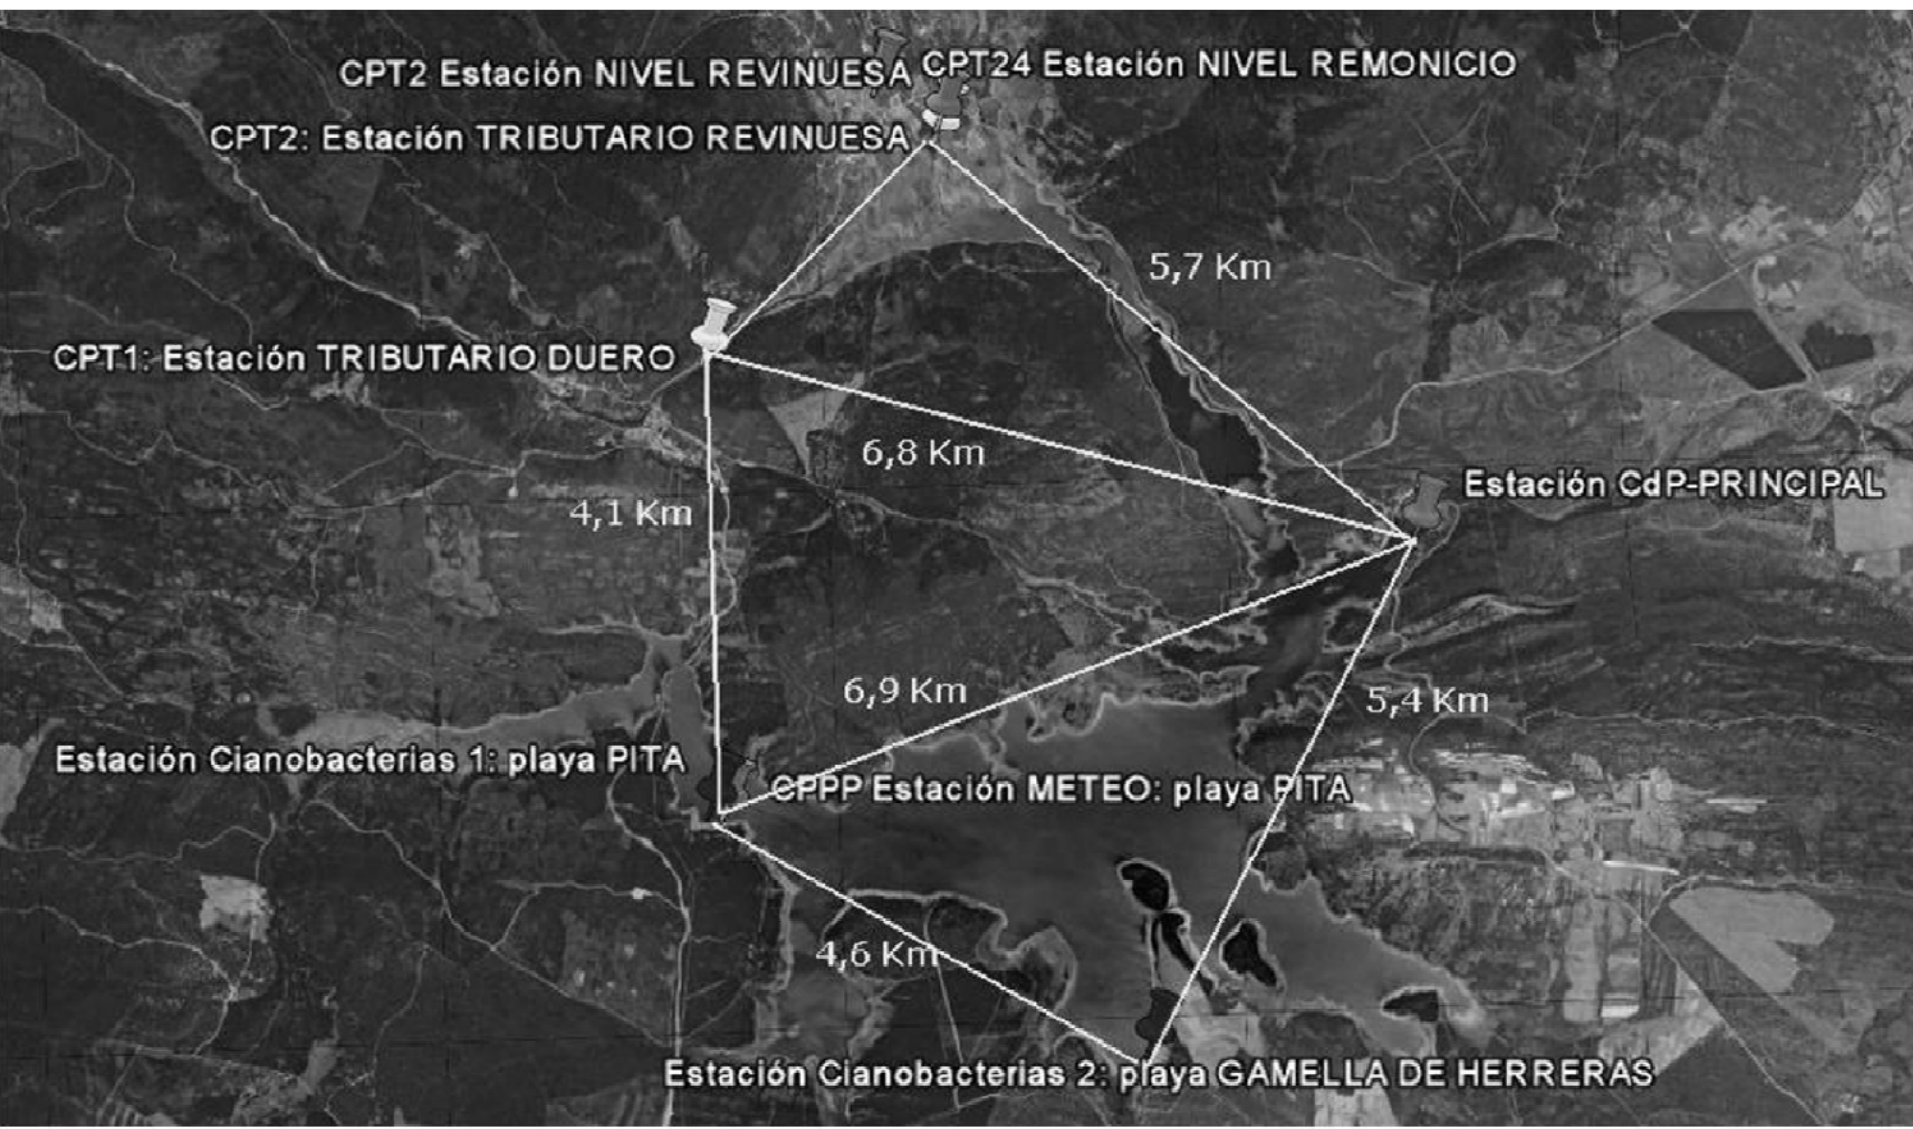 CPT2 Estación NIVEL REVINUESA CPT24 Estación NIVEL REMONICIO
CPT2: Estación TRIBUTARIO REVINUESA
5,7 Km
CPT1: Estación TRIBUTARIO DUERO
6,8 Km
Estación CdP-PRINCIPAL
4,1 Km
6,9 Km
5,4 Km
Estación Cianobacterias 1: playa PITA
CPPP Estación METEO: playa PITA
4,6 Km
Estación Cianobacterias 2: playa GAMELLA DE HERRERAS